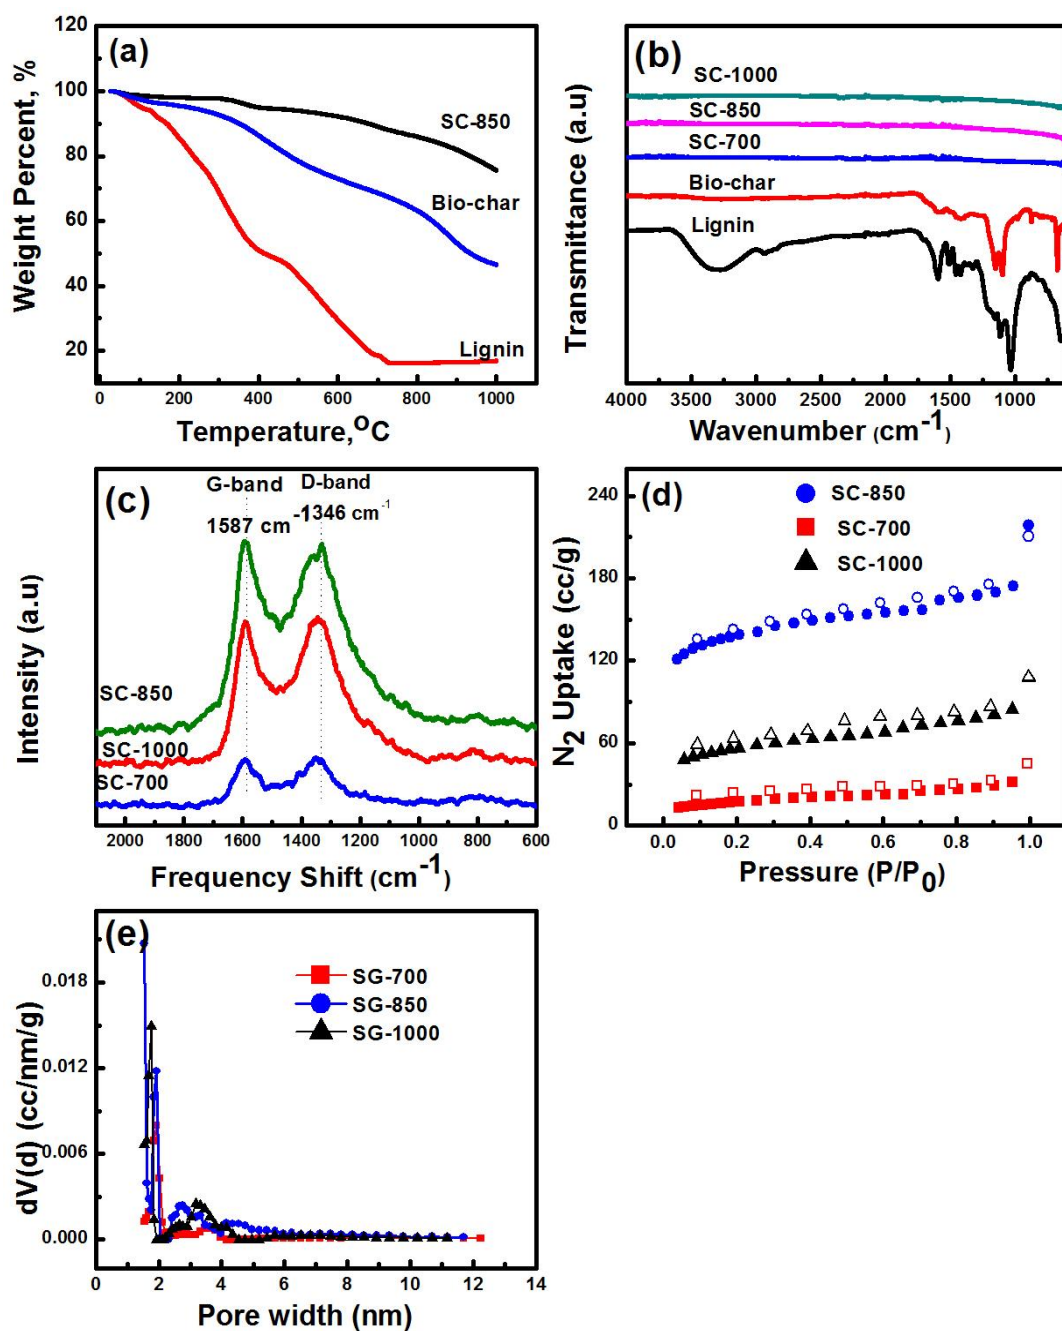 (a)
120
100
80
60
40
20
Weight Percent, %
SC-850
Bio-char
Lignin
0 200 400 600 800 1000
Temperature,OC
(b)
SC-1000
SC-850
SC-700
Bio-char
Lignin
Transmittance (a.u)
4000 3500 3000 2500 2000 1500 1000
Wavenumber (cm-1)
(c)
G-band D-band
1587 cm-1 1346 cm-1
SC-850
SC-1000
SC-700
Intensity (a.u)
2000 1800 1600 1400 1200 1000 800 600
Frequency Shift (cm-1)
(d)
SC-850
SC-700
SC-1000
240
180
120
60
0
N2 Uptake (cc/g)
0.0 0.2 0.4 0.6 0.8 1.0
Pressure (P/P0)
(e)
SG-700
SG-850
SG-1000
0.018
0.012
0.006
0.000
dV(d) (cc/nm/g)
0 2 4 6 8 10 12 14
Pore width (nm)